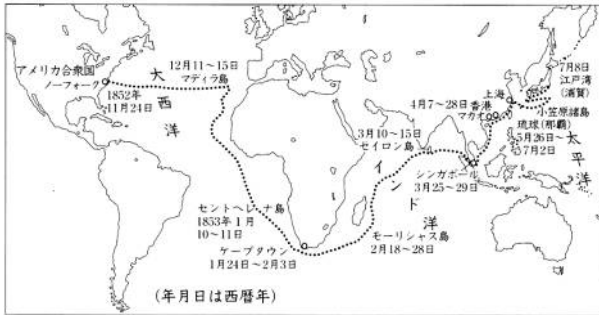 アメリカ合衆国
ノーフォーク
1852年
11月24日
大西洋
12月11〜15日
マディラ島
セントヘレナ島
1853年1月
10〜11日
ケープタウン
1月24日〜2月3日
モーリシャス島
2月18〜28日
インド洋
3月10〜15日
セイロン島
シンガポール
3月25〜29日
4月7〜28日香港
マカオ
上海
7月8日
江戸湾
(浦賀)
小笠原諸島
琉球(那覇)
5月26日〜
7月2日
太平洋
(年月日は西暦年)